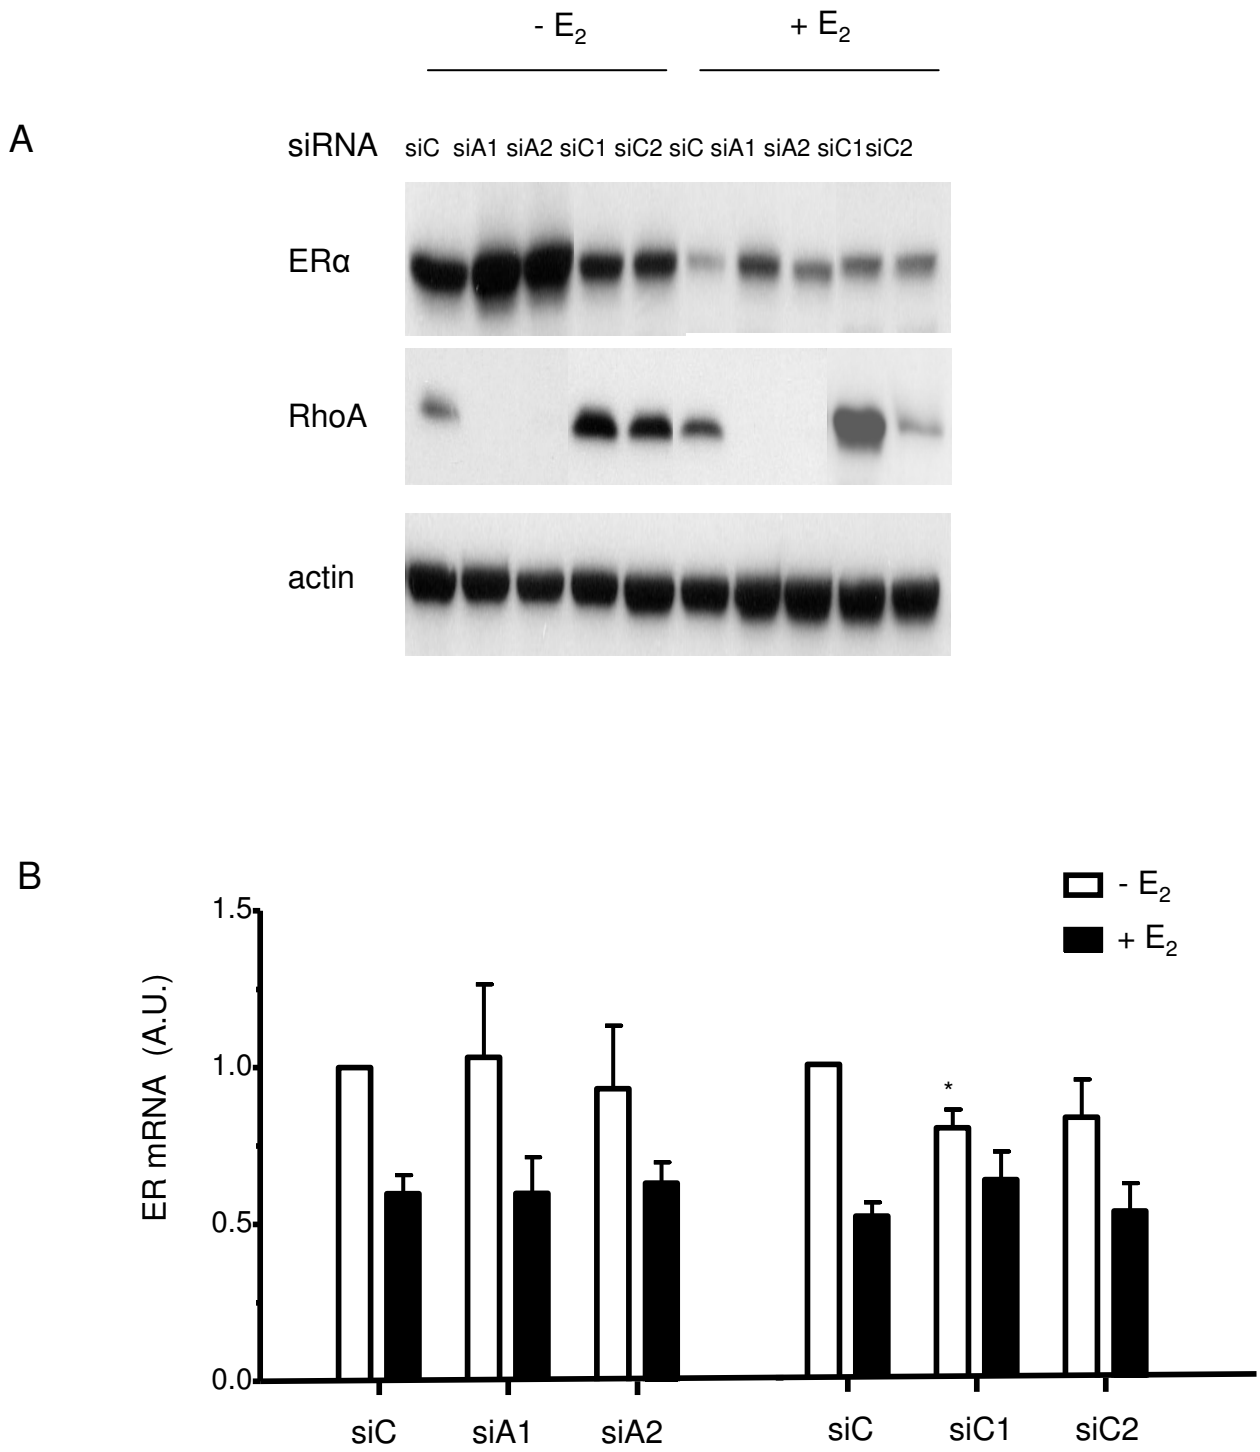 - E2 + E2
A
siRNA siC siA1 siA2 siC1 siC2 siC siA1 siA2 siC1siC2
ERα
RhoA
actin
B
- E2
+ E2
ER mRNA (A.U.)
1.5
1.0
0.5
0.0
*
siC siA1 siA2 siC siC1 siC2